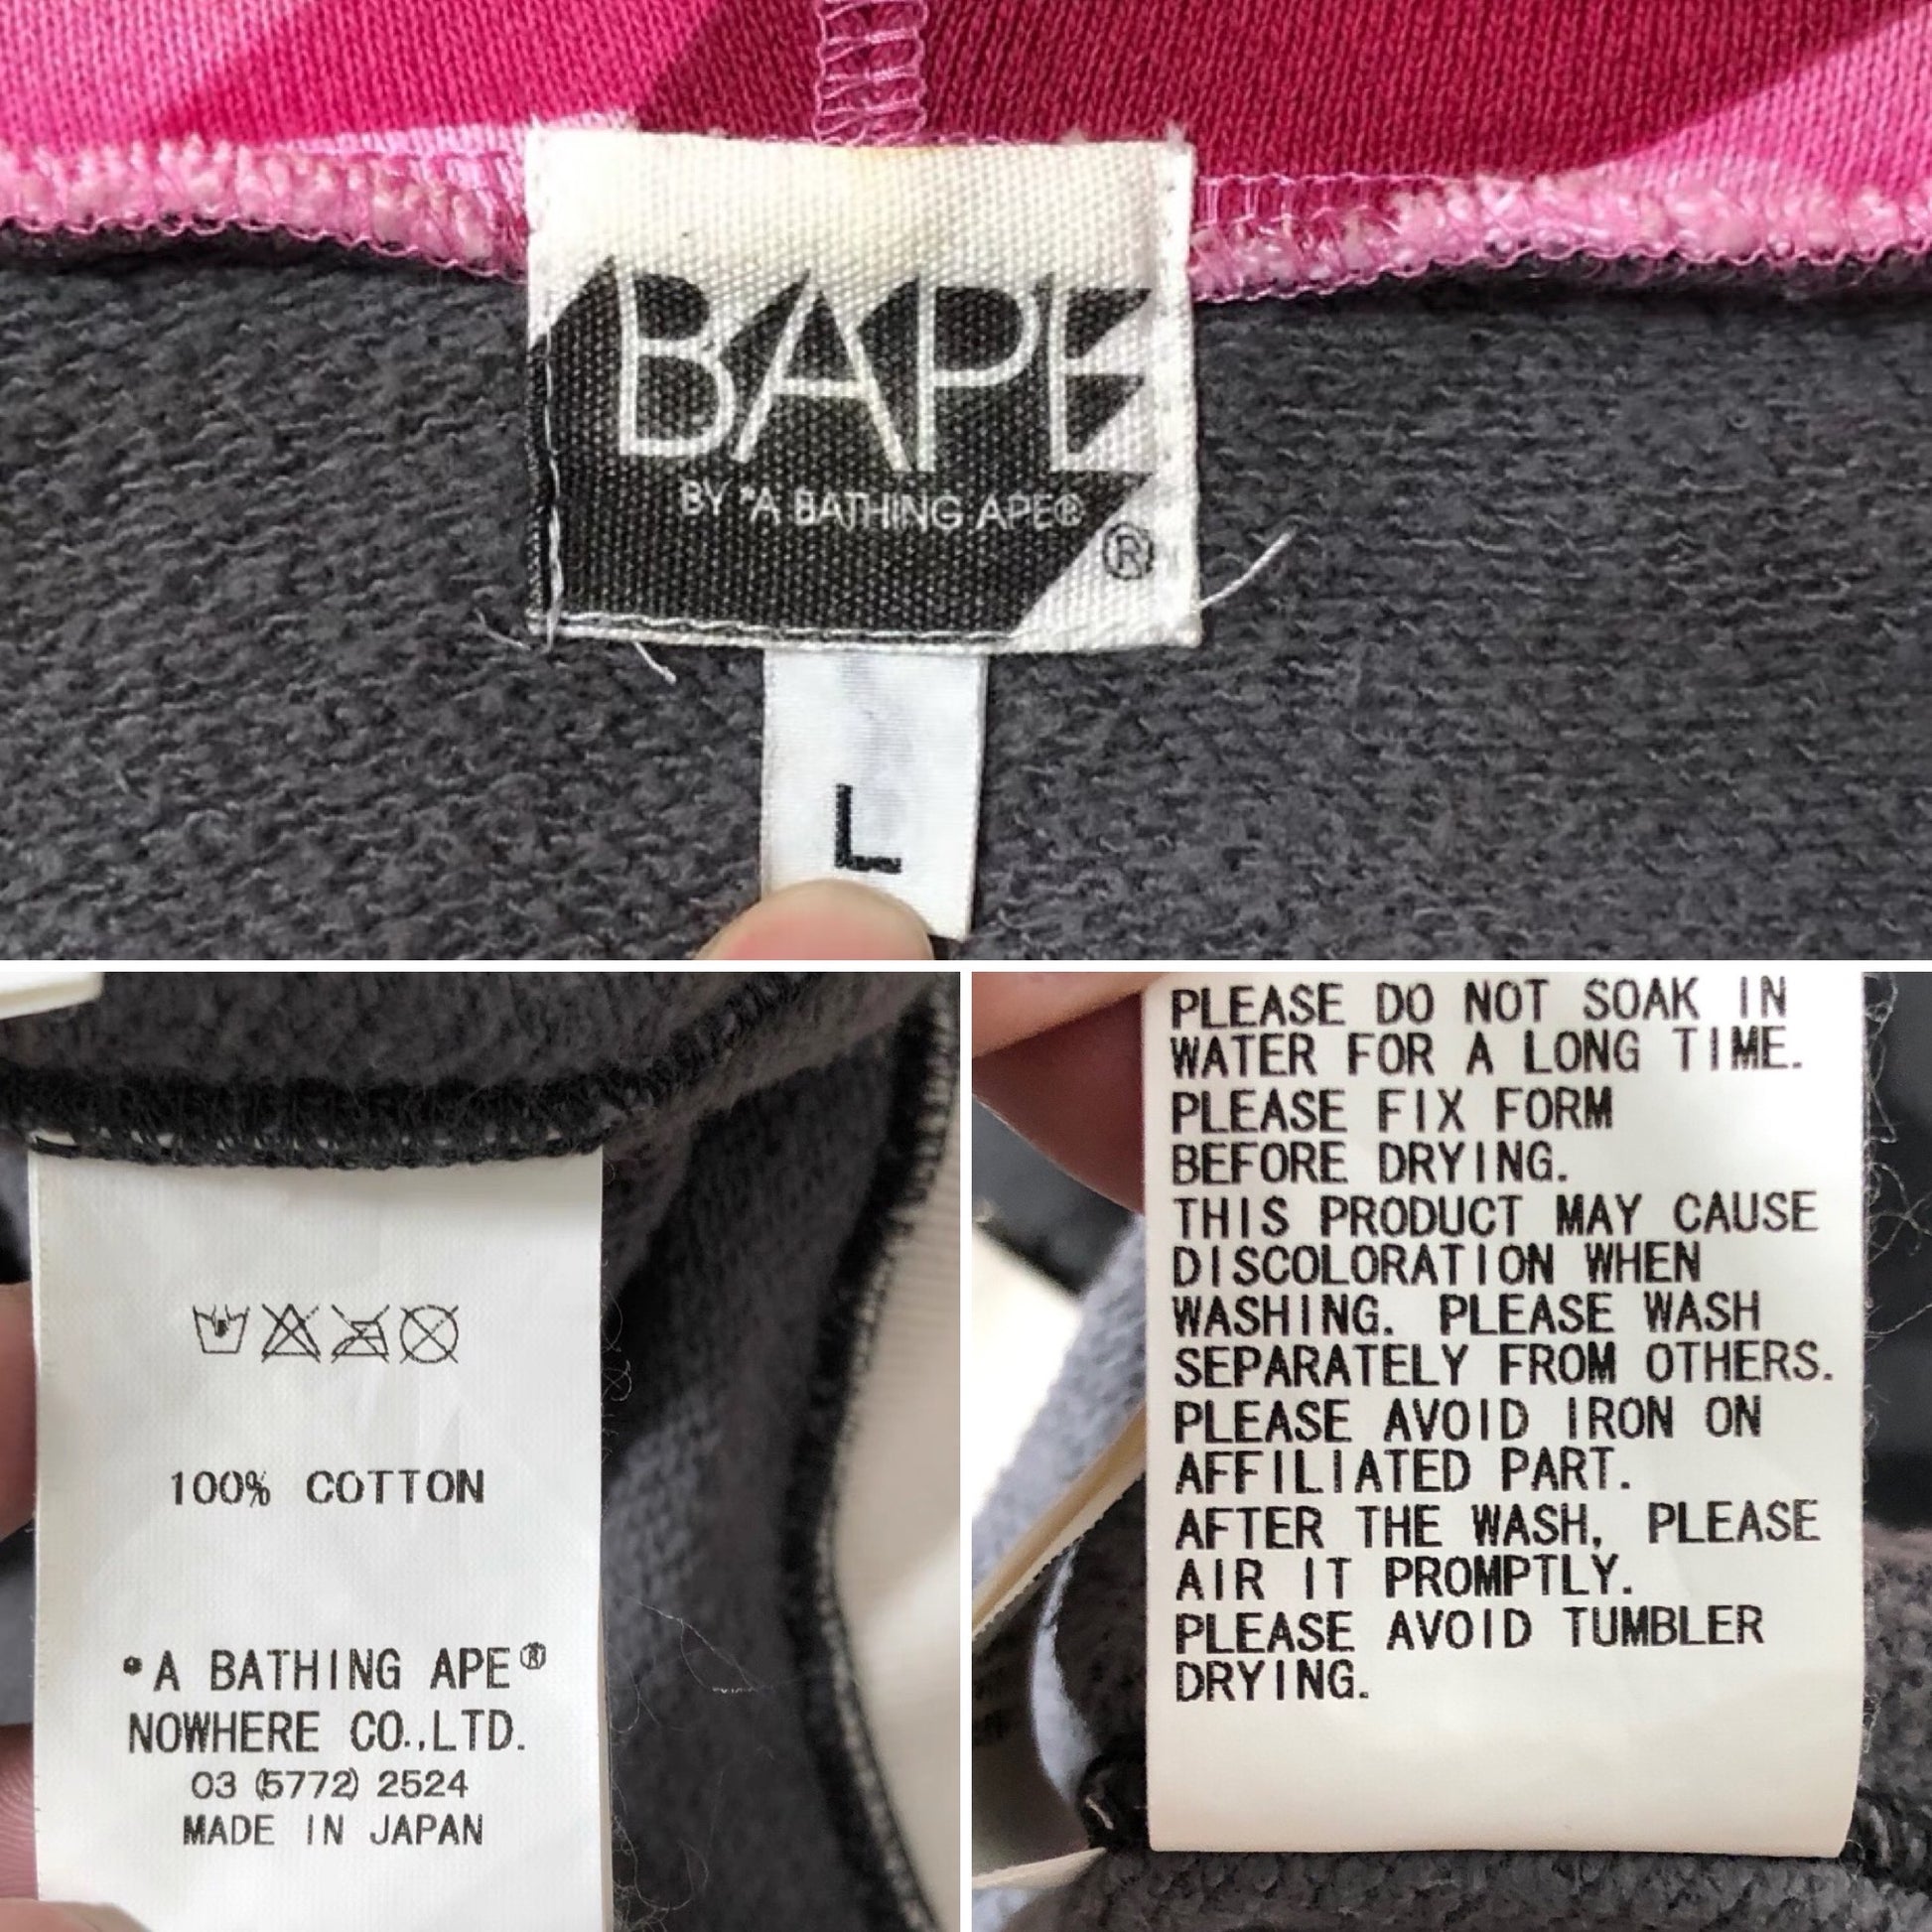 BAPE
BY *A BATHING APE®
®
L
100% COTTON
*A BATHING APE®
NOWHERE CO.,LTD.
03 (5772) 2524
MADE IN JAPAN
PLEASE DO NOT SOAK IN
WATER FOR A LONG TIME.
PLEASE FIX FORM
BEFORE DRYING.
THIS PRODUCT MAY CAUSE
DISCOLORATION WHEN
WASHING. PLEASE WASH
SEPARATELY FROM OTHERS.
PLEASE AVOID IRON ON
AFFILIATED PART.
AFTER THE WASH, PLEASE
AIR IT PROMPTLY.
PLEASE AVOID TUMBLER
DRYING.